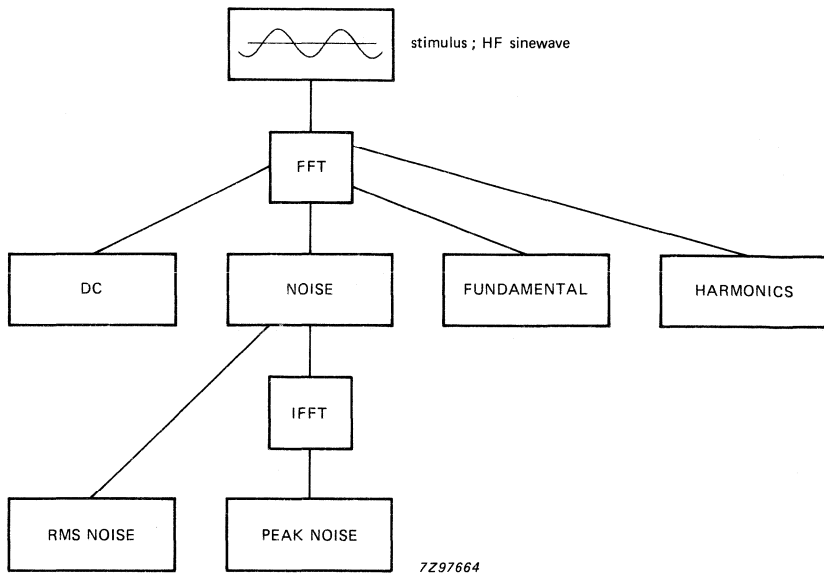 stimulus ; HF sinewave
FFT
DC
NOISE
FUNDAMENTAL
HARMONICS
IFFT
RMS NOISE
PEAK NOISE
7Z97664